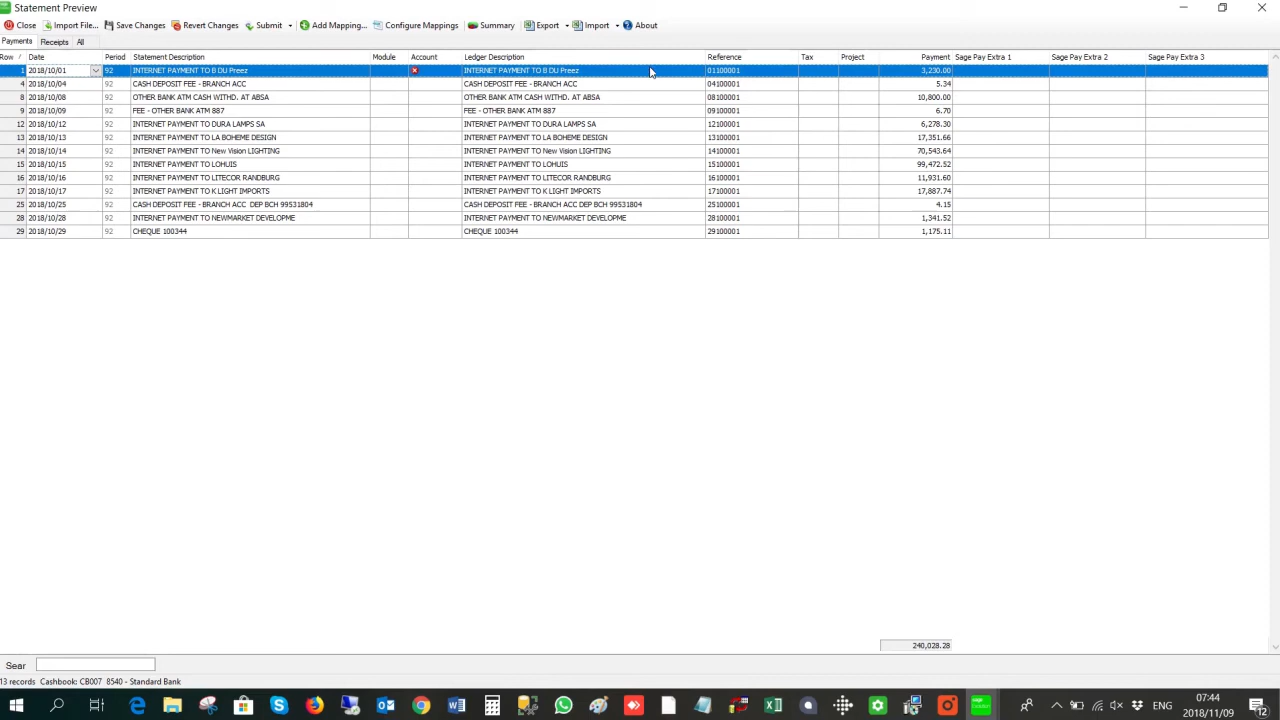 Statement Preview
Close Import File... Save Changes Revert Changes Submit Add Mapping... Configure Mappings Summary Export Import About
Payments Receipts All
Row Date Period Statement Description Module Account Ledger Description Reference Tax Project Payment Sage Pay Extra 1 Sage Pay Extra 2 Sage Pay Extra 3
1 2018/10/01 92 INTERNET PAYMENT TO B DU Preez INTERNET PAYMENT TO B DU Preez 01100001 3,230.00
4 2018/10/04 92 CASH DEPOSIT FEE - BRANCH ACC CASH DEPOSIT FEE - BRANCH ACC 04100001 5.34
8 2018/10/08 92 OTHER BANK ATM CASH WITHD. AT ABSA OTHER BANK ATM CASH WITHD. AT ABSA 08100001 10,800.00
9 2018/10/09 92 FEE - OTHER BANK ATM 887 FEE - OTHER BANK ATM 887 09100001 6.70
12 2018/10/12 92 INTERNET PAYMENT TO DURA LAMPS SA INTERNET PAYMENT TO DURA LAMPS SA 12100001 6,278.30
13 2018/10/13 92 INTERNET PAYMENT TO LA BOHEME DESIGN INTERNET PAYMENT TO LA BOHEME DESIGN 13100001 17,351.66
14 2018/10/14 92 INTERNET PAYMENT TO New Vision LIGHTING INTERNET PAYMENT TO New Vision LIGHTING 14100001 70,543.64
15 2018/10/15 92 INTERNET PAYMENT TO LOHUIS INTERNET PAYMENT TO LOHUIS 15100001 99,472.52
16 2018/10/16 92 INTERNET PAYMENT TO LITECOR RANDBURG INTERNET PAYMENT TO LITECOR RANDBURG 16100001 11,931.60
17 2018/10/17 92 INTERNET PAYMENT TO K LIGHT IMPORTS INTERNET PAYMENT TO K LIGHT IMPORTS 17100001 17,887.74
25 2018/10/25 92 CASH DEPOSIT FEE - BRANCH ACC DEP BCH 99531804 CASH DEPOSIT FEE - BRANCH ACC DEP BCH 99531804 25100001 4.15
28 2018/10/28 92 INTERNET PAYMENT TO NEWMARKET DEVELOPME INTERNET PAYMENT TO NEWMARKET DEVELOPME 28100001 1,341.52
29 2018/10/29 92 CHEQUE 100344 CHEQUE 100344 29100001 1,175.11
240,028.28
Sear
13 records Cashbook: CB007 8540 - Standard Bank
ENG
07:44
2018/11/09
12